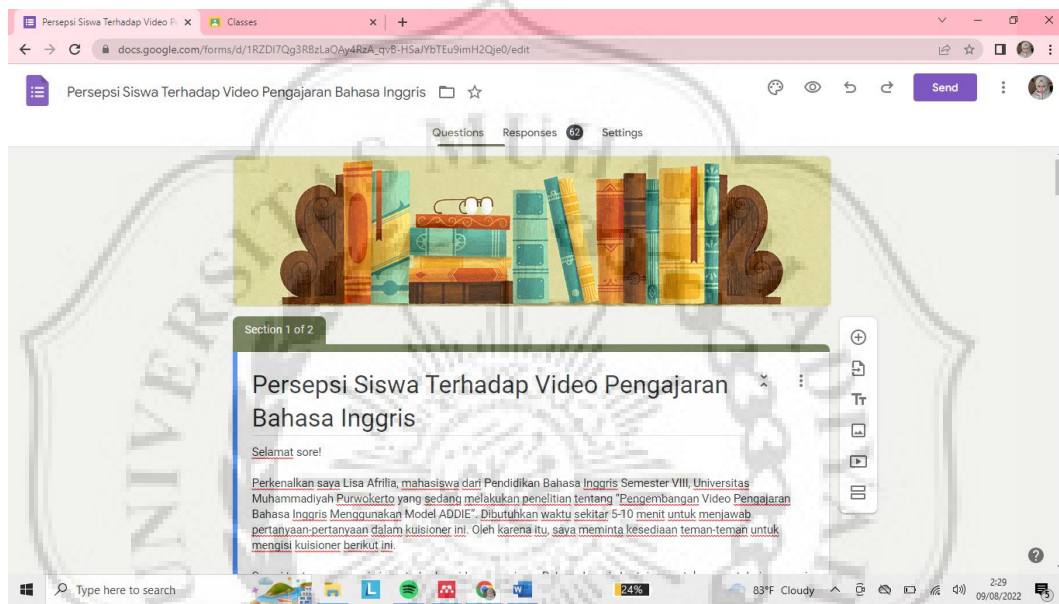 Persepsi Siswa Terhadap Video P
Classes
docs.google.com/forms/d/1RZDI7Qg3R8zLaOAy4RzA_qvB-HSaJYbTEu9imH2Qje0/edit
Persepsi Siswa Terhadap Video Pengajaran Bahasa Inggris
Send
Questions Responses 62 Settings
Section 1 of 2
Persepsi Siswa Terhadap Video Pengajaran
Bahasa Inggris
Selamat sore!
Perkenalkan saya Lisa Afrilia, mahasiswa dari Pendidikan Bahasa Inggris Semester VIII, Universitas
Muhammadiyah Purwokerto yang sedang melakukan penelitian tentang "Pengembangan Video Pengajaran
Bahasa Inggris Menggunakan Model ADDIE". Dibutuhkan waktu sekitar 5-10 menit untuk menjawab
pertanyaan-pertanyaan dalam kuisioner ini. Oleh karena itu, saya meminta kesediaan teman-teman untuk
mengisi kuisioner berikut ini.
Type here to search
24%
83°F Cloudy
2:29
09/08/2022